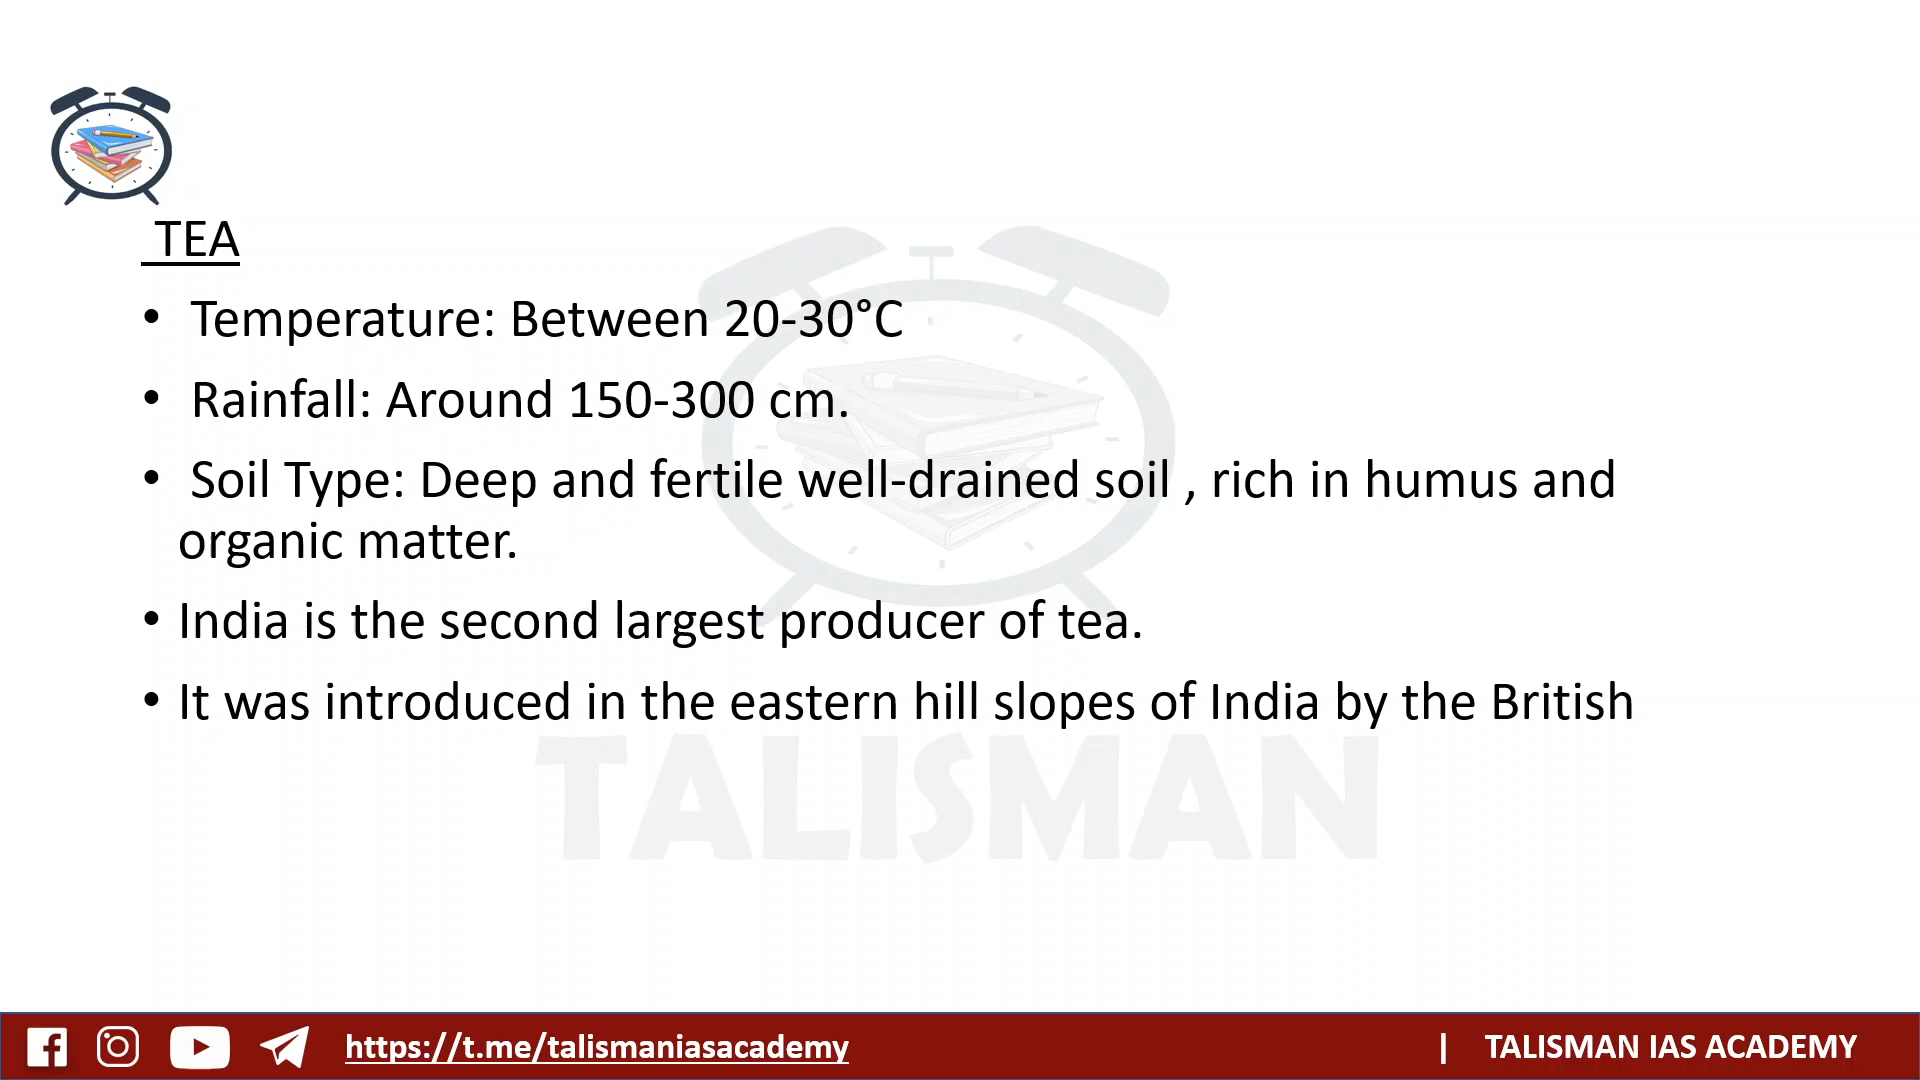 TEA
• Temperature: Between 20-30°C
• Rainfall: Around 150-300 cm.
• Soil Type: Deep and fertile well-drained soil , rich in humus and
organic matter.
• India is the second largest producer of tea.
• It was introduced in the eastern hill slopes of India by the British
TALISMAN
https://t.me/talismaniasacademy | TALISMAN IAS ACADEMY